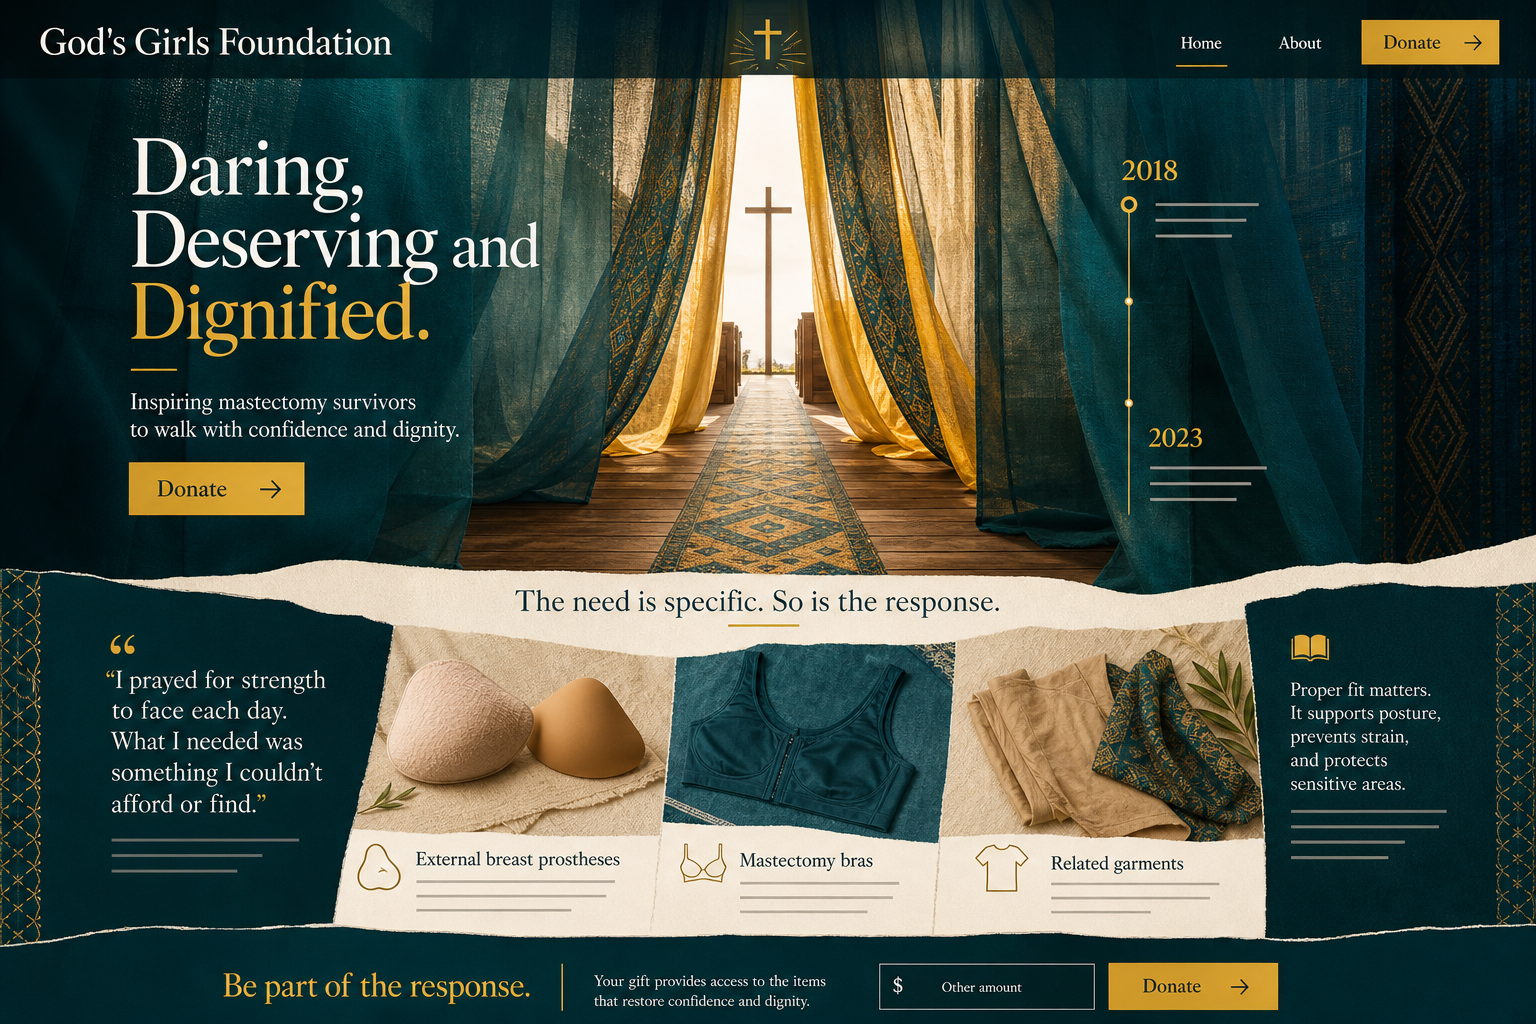 God's Girls Foundation
Home
About
Donate
Daring,
Deserving and
Dignified.
Inspiring mastectomy survivors
to walk with confidence and dignity.
Donate
2018
2023
The need is specific. So is the response.
“
“I prayed for strength
to face each day.
What I needed was
something I couldn’t
afford or find.”
External breast prostheses
Mastectomy bras
Related garments
Proper fit matters.
It supports posture,
prevents strain,
and protects
sensitive areas.
Be part of the response.
Your gift provides access to the items
that restore confidence and dignity.
$ Other amount
Donate